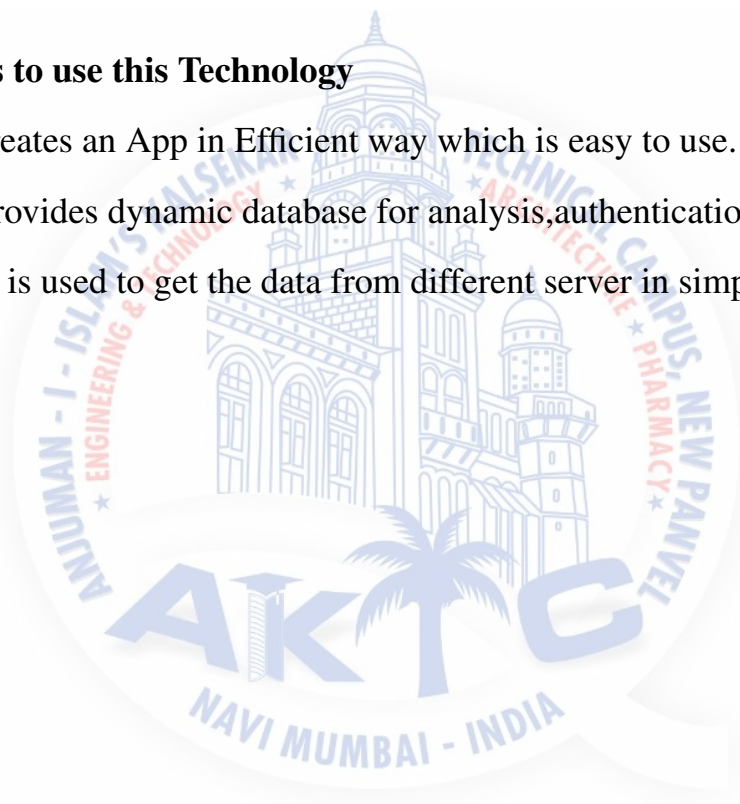 s to use this Technology
reates an App in Efficient way which is easy to use.
rovides dynamic database for analysis,authenticatio
is used to get the data from different server in simp
ANJUMAN - I - ISLAM'S KALSEKAR TECHNICAL CAMPUS, NEW PANVEL
★ ENGINEERING & TECHNOLOGY ★ ★ ARCHITECTURE ★ PHARMACY ★
AKTC
NAVI MUMBAI - INDIA